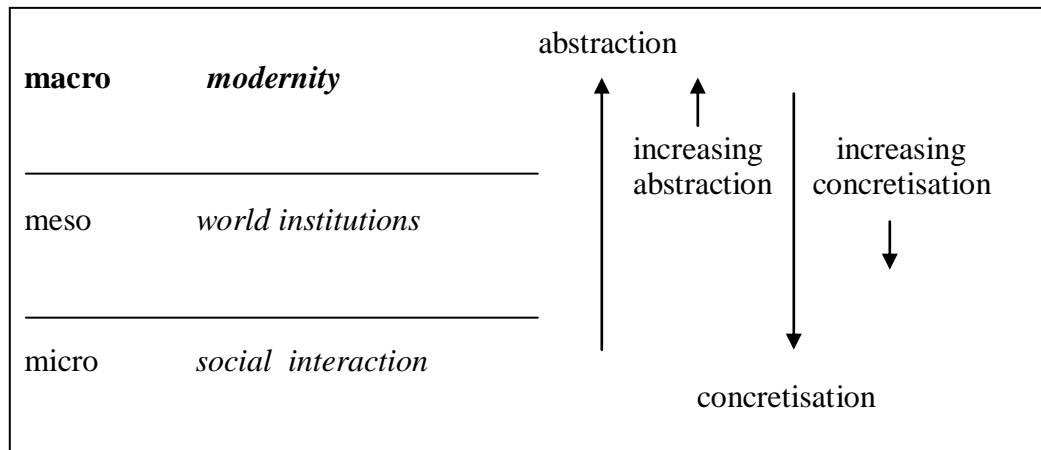 abstraction
macro modernity
increasing increasing
abstraction concretisation
meso world institutions
micro social interaction
concretisation